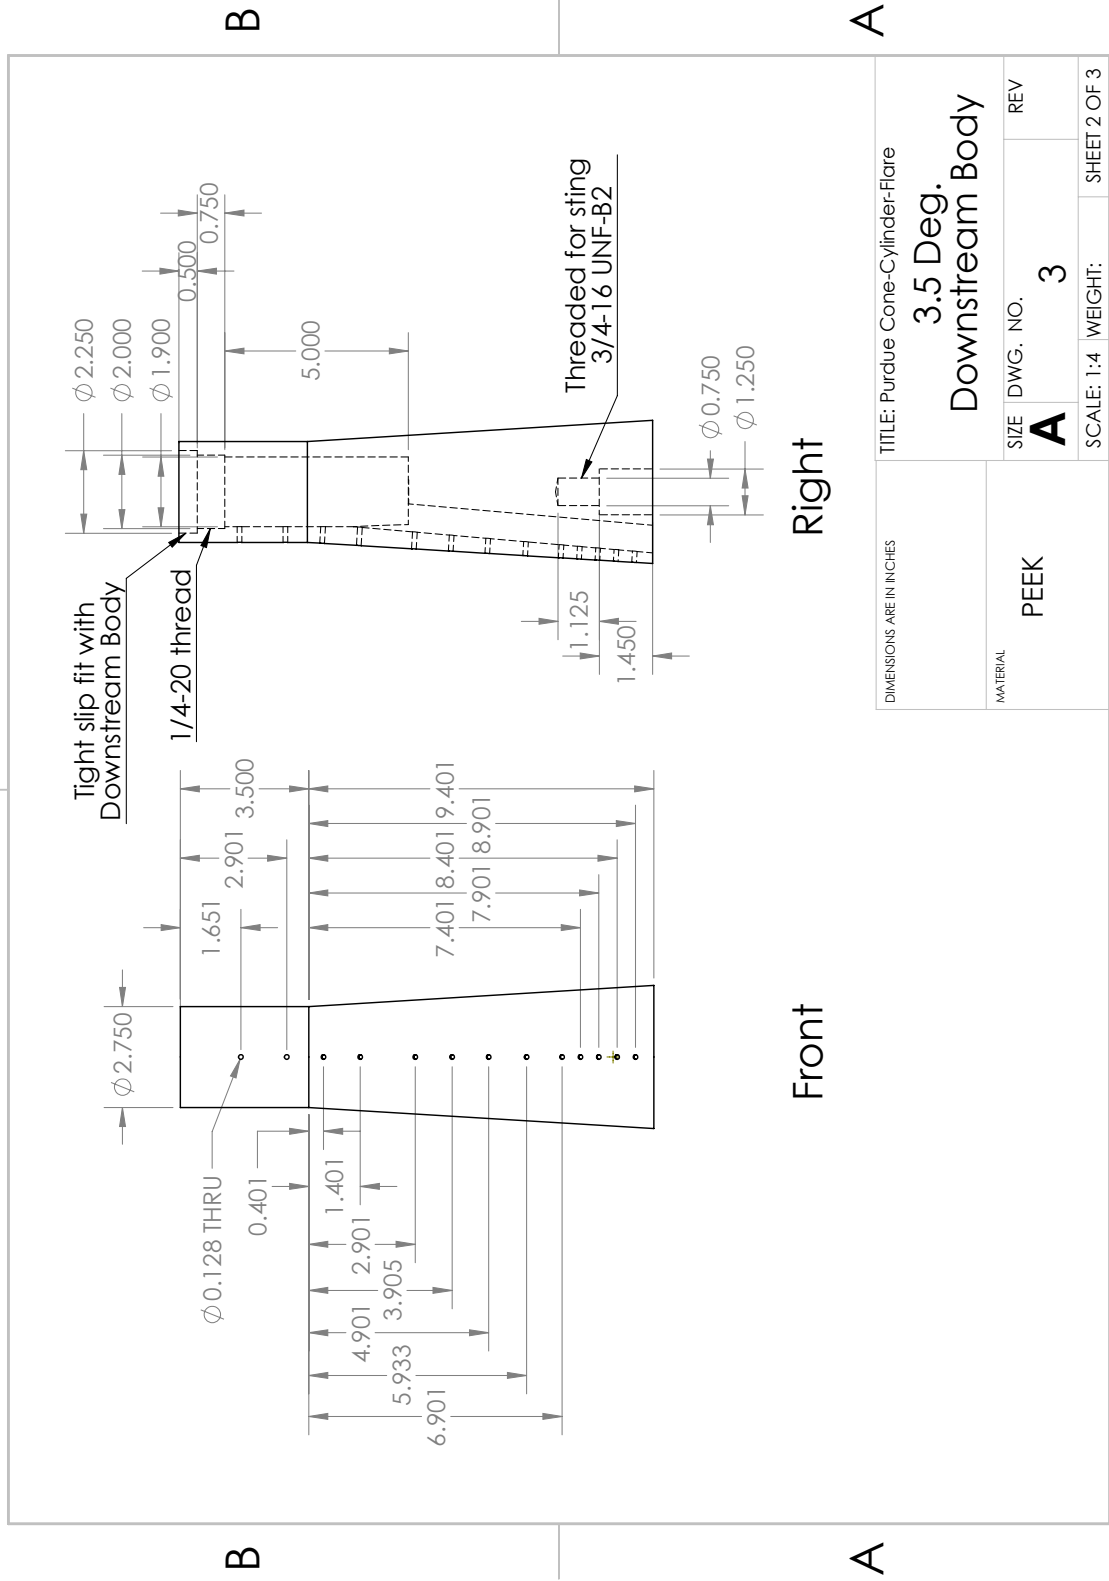 B
A
Tight slip fit with
Downstream Body
1/4-20 thread
Ø2.250
Ø2.000
Ø1.900
0.500
0.750
5.000
Threaded for sting
3/4-16 UNF-B2
1.125
1.450
Ø0.750
Ø1.250
Right
Ø2.750
1.651
2.901
3.500
Ø0.128 THRU
0.401
1.401
2.901
3.905
4.901
5.933
6.901
7.401
7.901
8.401
8.901
9.401
Front
DIMENSIONS ARE IN INCHES
MATERIAL
PEEK
TITLE: Purdue Cone-Cylinder-Flare
3.5 Deg.
Downstream Body
SIZE
A
DWG. NO.
3
REV
SCALE: 1:4
WEIGHT:
SHEET 2 OF 3
B
A